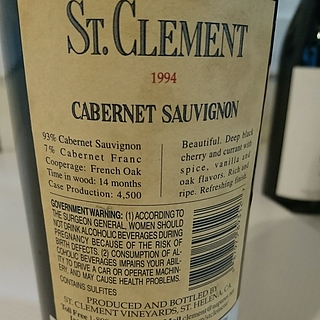 ST. CLEMENT
1994
CABERNET SAUVIGNON
93% Cabernet Sauvignon
7% Cabernet Franc
Cooperage: French Oak
Time in wood: 14 months
Case Production: 4,500
Beautiful. Deep black
cherry and currant with
spice, vanilla and
oak flavors. Rich and
ripe. Refreshing finish.
GOVERNMENT WARNING: (1) ACCORDING TO
THE SURGEON GENERAL, WOMEN SHOULD
NOT DRINK ALCOHOLIC BEVERAGES DURING
PREGNANCY BECAUSE OF THE RISK OF
BIRTH DEFECTS. (2) CONSUMPTION OF AL-
COHOLIC BEVERAGES IMPAIRS YOUR ABIL-
ITY TO DRIVE A CAR OR OPERATE MACHIN-
ERY, AND MAY CAUSE HEALTH PROBLEMS.
CONTAINS SULFITES
PRODUCED AND BOTTLED BY
ST. CLEMENT VINEYARDS, ST. HELENA, CA.
Toll Free